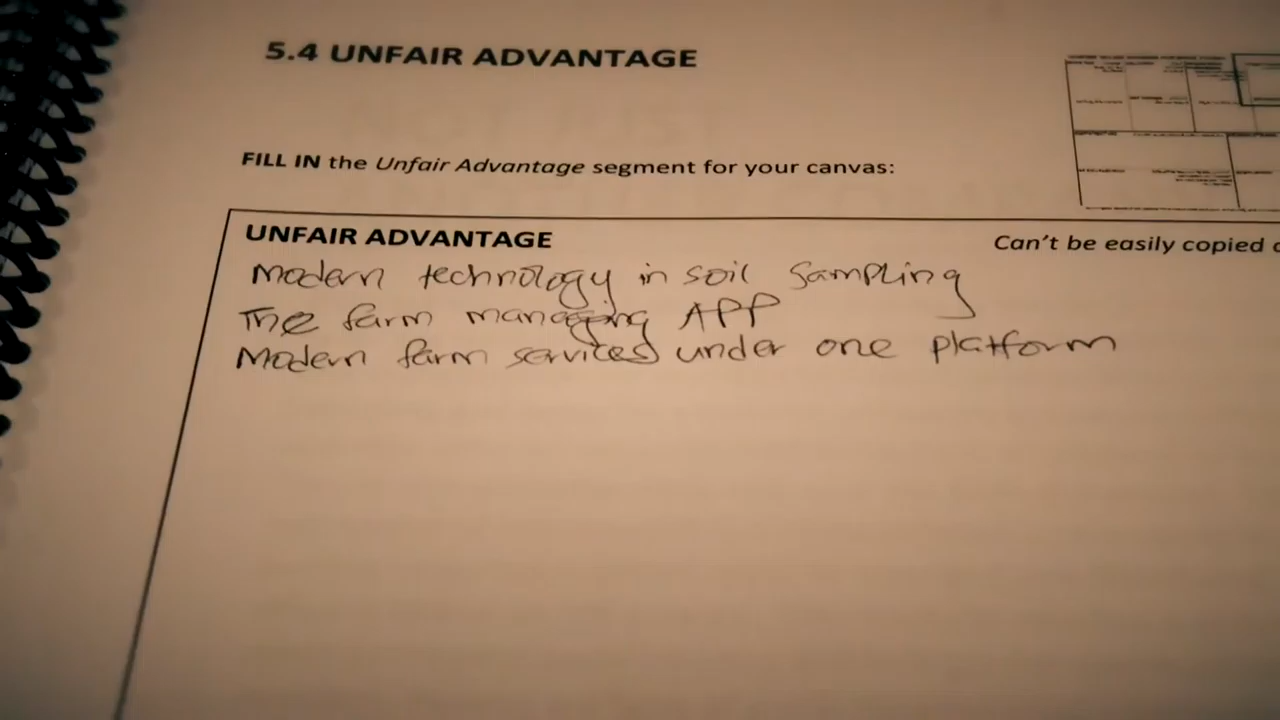 5.4 UNFAIR ADVANTAGE
FILL IN the Unfair Advantage segment for your canvas:
UNFAIR ADVANTAGE
Can't be easily copied
Modern technology in soil sampling
The farm managing APP
Modern farm services under one platform